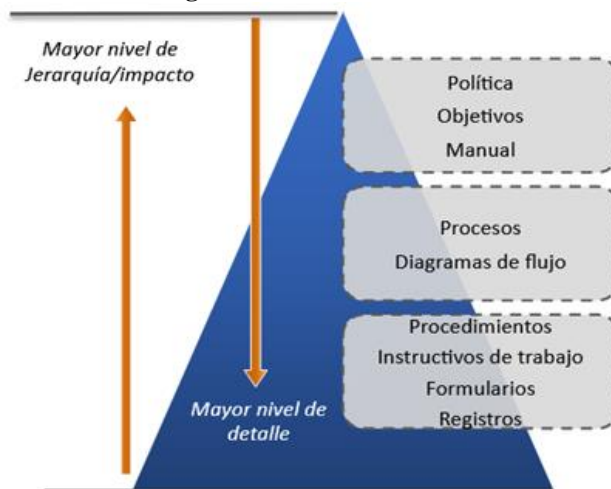 Mayor nivel de
Jerarquía/impacto
Política
Objetivos
Manual
Procesos
Diagramas de flujo
Procedimientos
Instructivos de trabajo
Formularios
Registros
Mayor nivel de
detalle